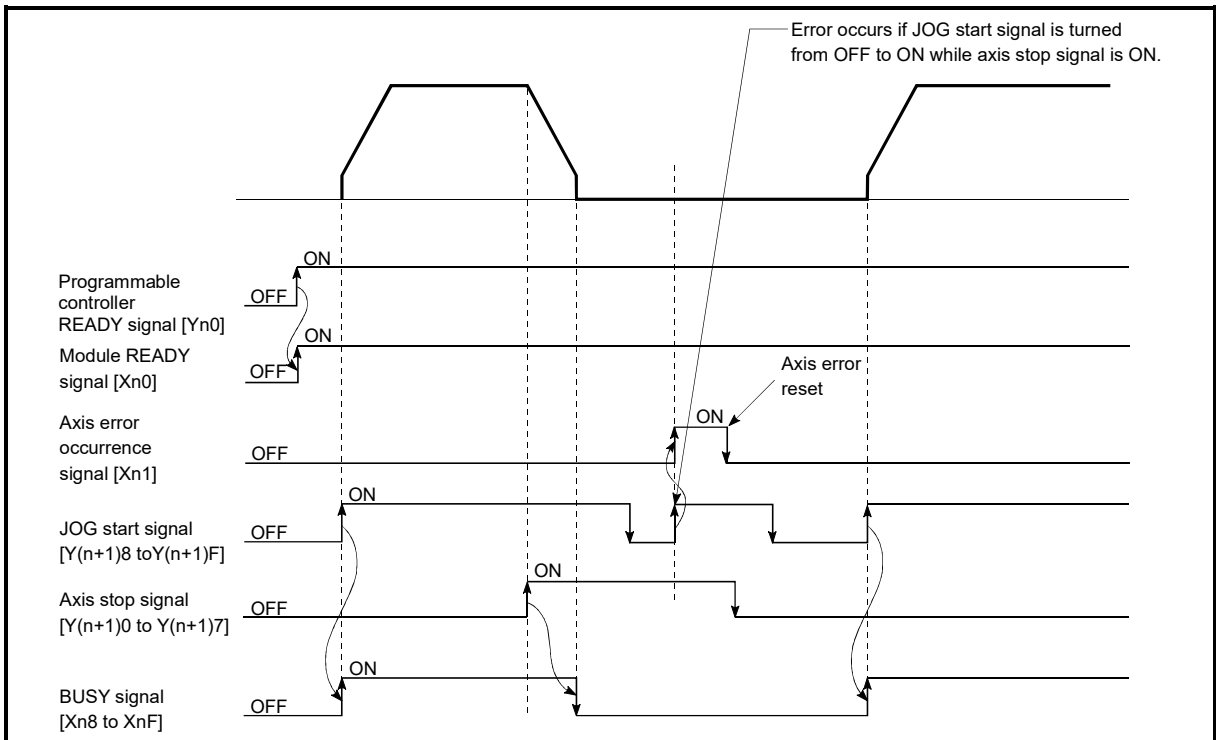 Error occurs if JOG start signal is turned
from OFF to ON while axis stop signal is ON.
ON
Programmable
controller
READY signal [Yn0]
OFF
ON
Module READY
signal [Xn0]
OFF
Axis error
reset
Axis error
occurrence
signal [Xn1]
ON
OFF
ON
JOG start signal
[Y(n+1)8 toY(n+1)F]
OFF
ON
Axis stop signal
[Y(n+1)0 to Y(n+1)7]
OFF
ON
BUSY signal
[Xn8 to XnF]
OFF